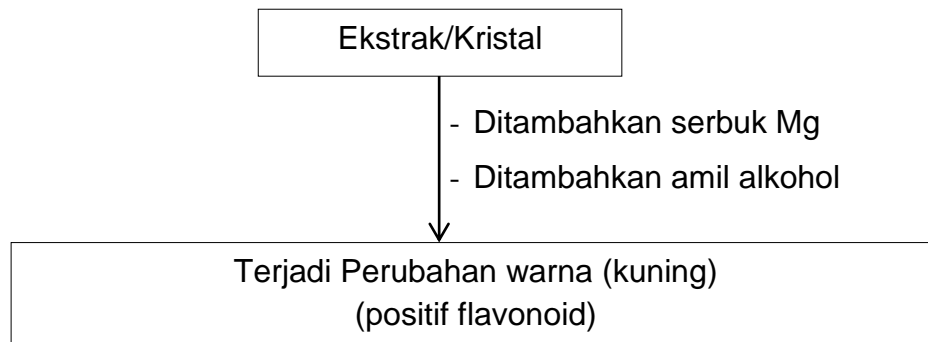 Ekstrak/Kristal
- Ditambahkan serbuk Mg
- Ditambahkan amil alkohol
Terjadi Perubahan warna (kuning)
(positif flavonoid)